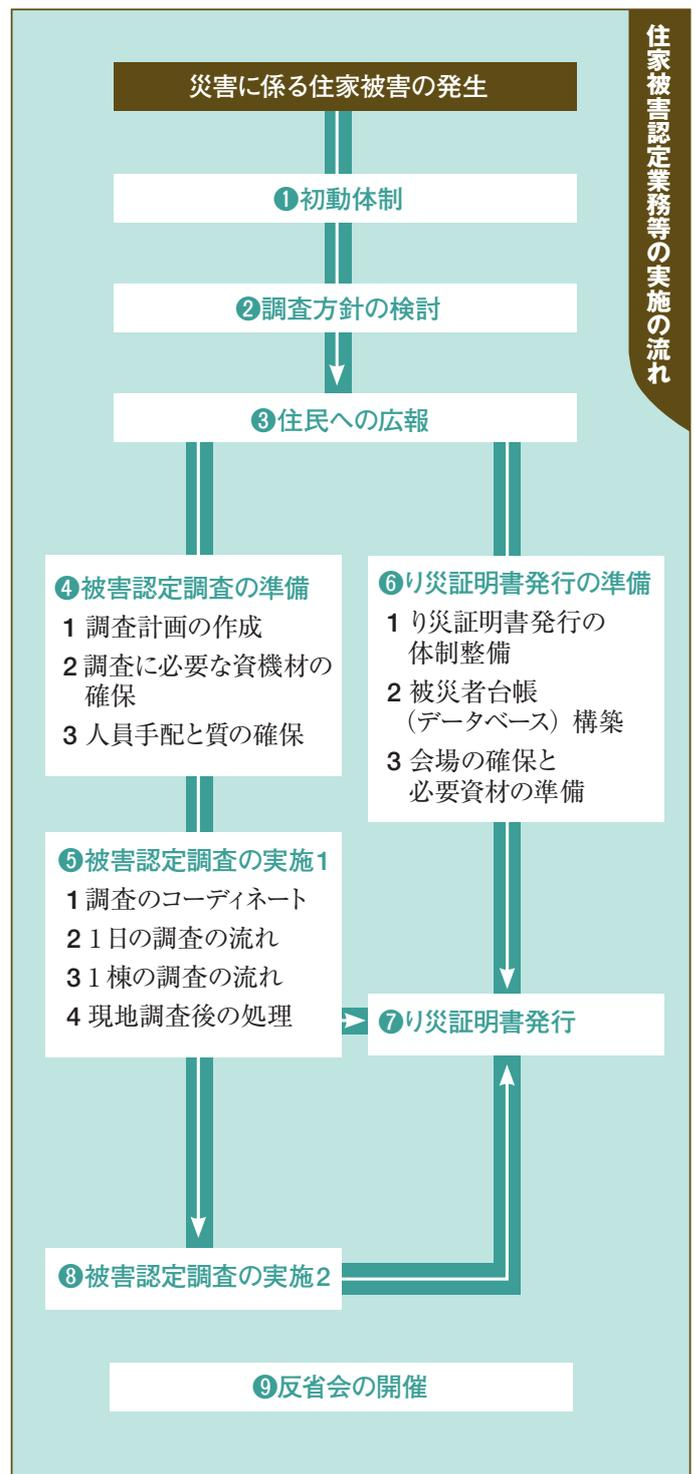 住家被害認定業務等の実施の流れ
災害に係る住家被害の発生
❶初動体制
❷調査方針の検討
❸住民への広報
❹被害認定調査の準備
1 調査計画の作成
2 調査に必要な資機材の
確保
3 人員手配と質の確保
❺被害認定調査の実施1
1 調査のコーディネート
2 1日の調査の流れ
3 1棟の調査の流れ
4 現地調査後の処理
❻り災証明書発行の準備
1 り災証明書発行の
体制整備
2 被災者台帳
（データベース）構築
3 会場の確保と
必要資材の準備
❼り災証明書発行
❽被害認定調査の実施2
❾反省会の開催